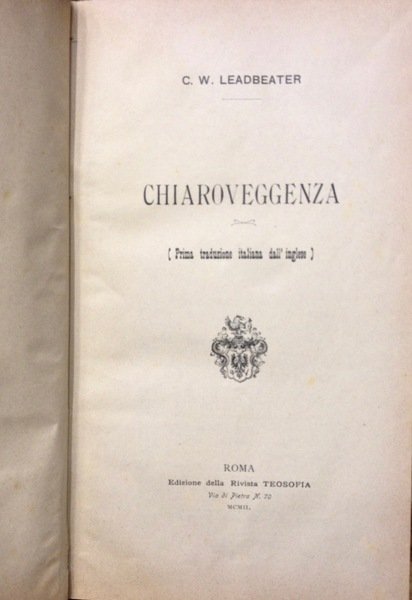 C. W. LEADBEATER
CHIAROVEGGENZA
( Prima traduzione italiana dall' inglese )
ROMA
Edizione della Rivista TEOSOFIA
Via di Pietra N. 70
MCMII.